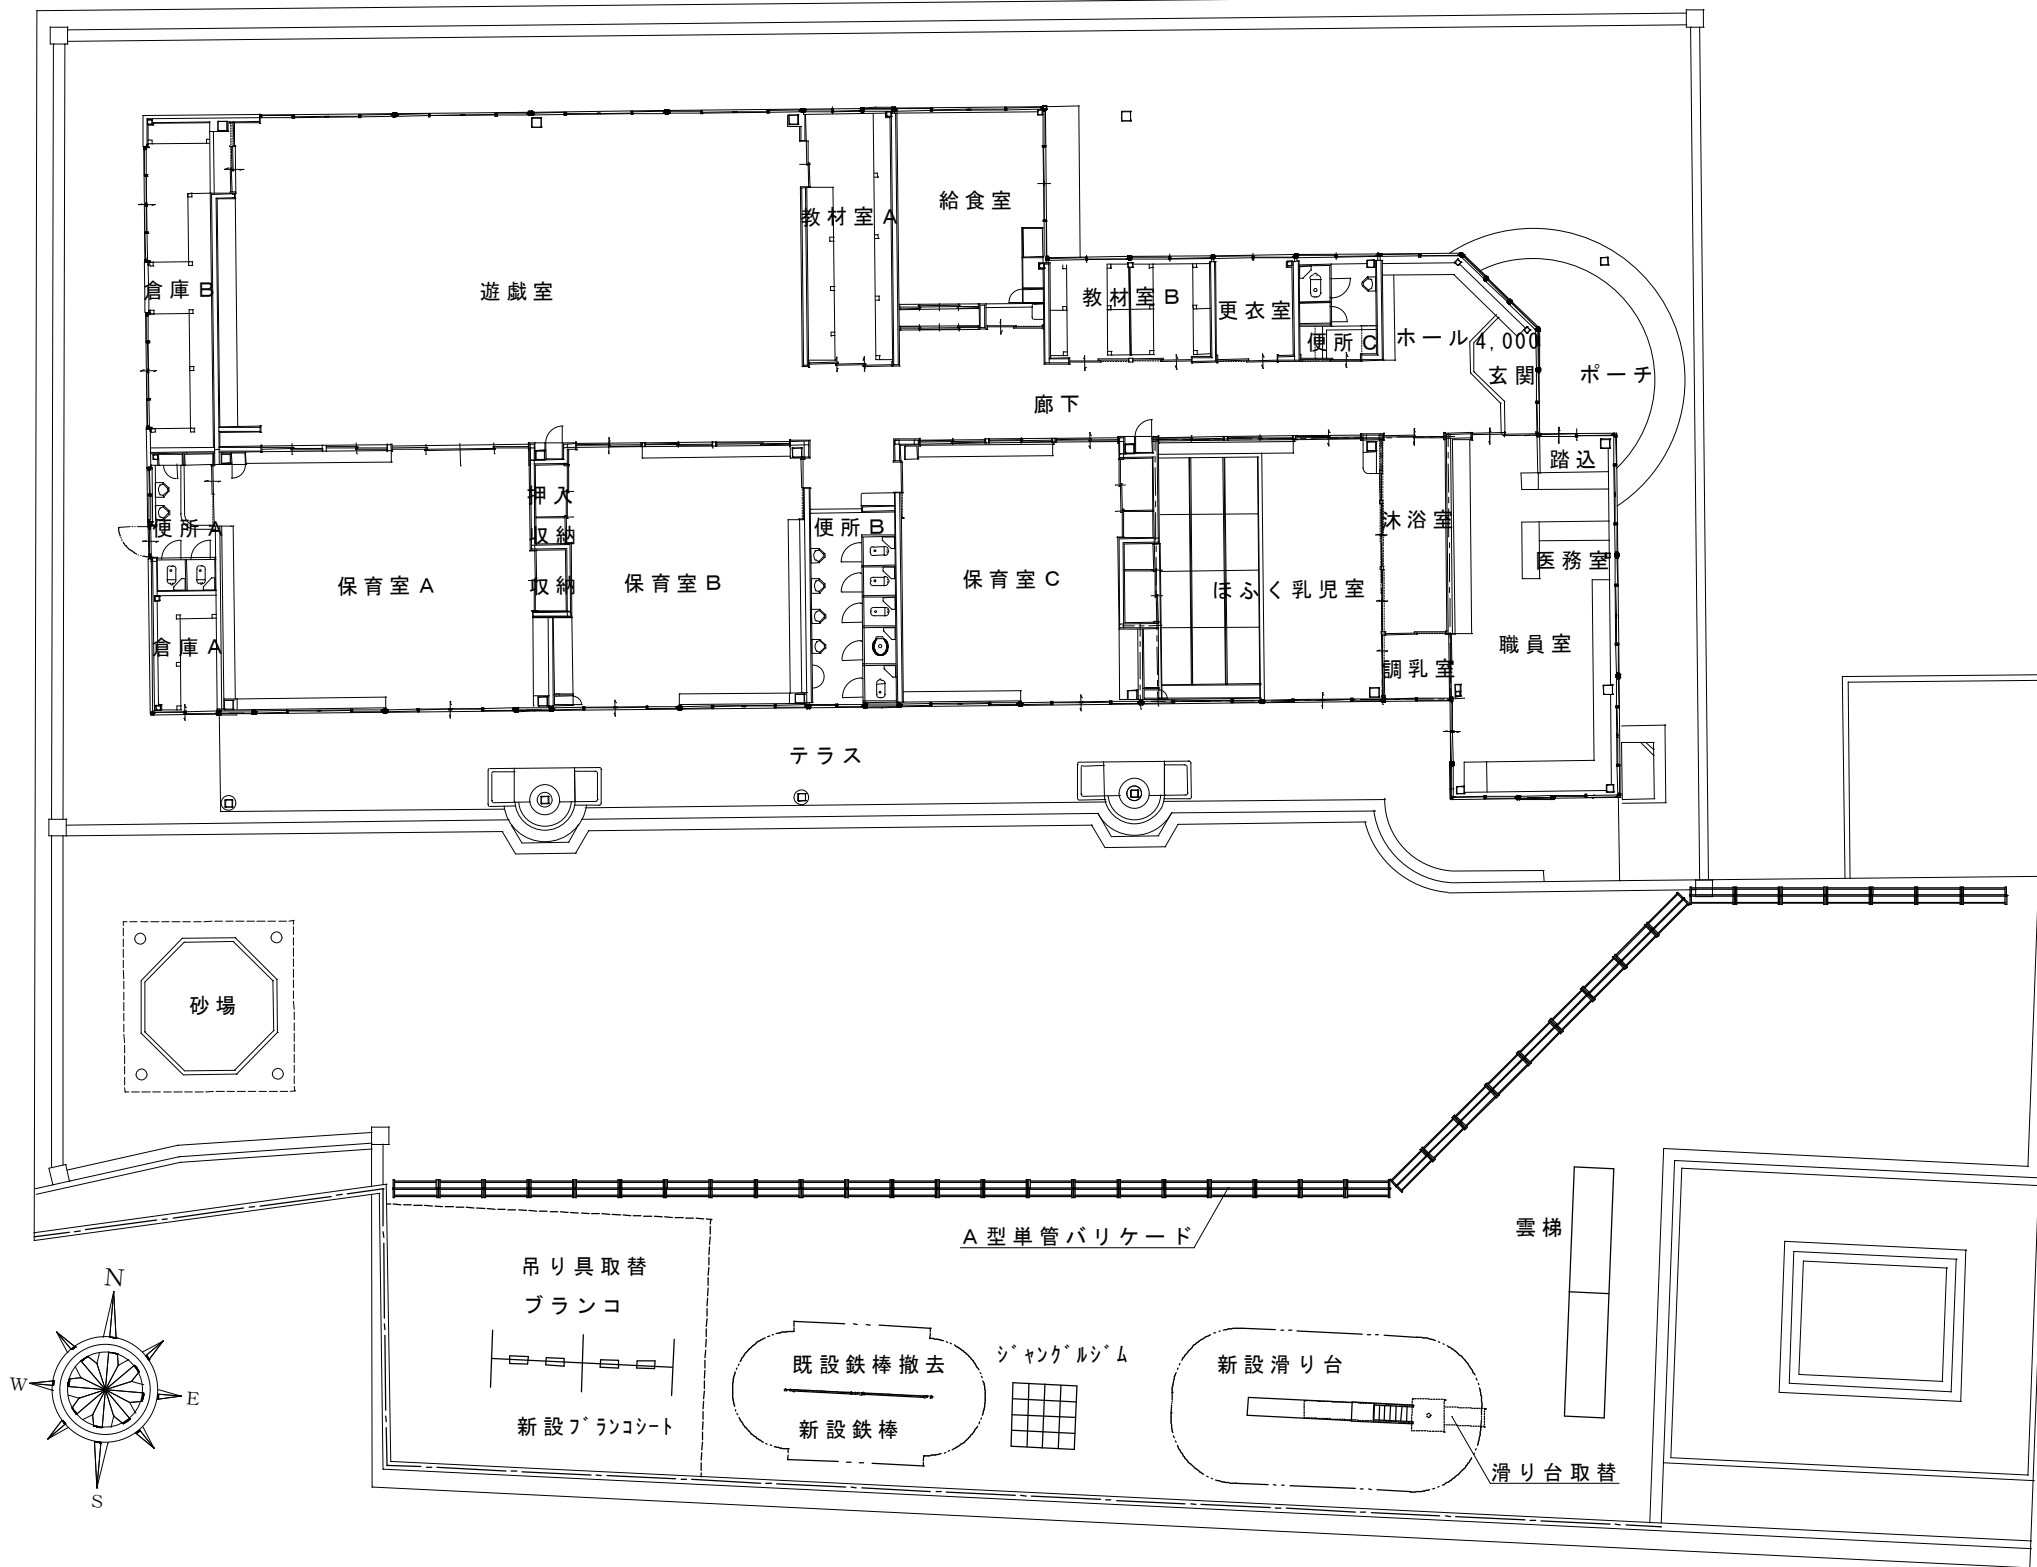 給食室
教材室A
倉庫B
遊戯室
教材室B
更衣室
便所C
ホール
4,000
玄関
ポーチ
廊下
踏込
押入
収納
便所A
便所B
沐浴室
医務室
保育室A
収納
保育室B
保育室C
ほふく乳児室
倉庫A
職員室
調乳室
テラス
砂場
A型単管バリケード
雲梯
吊り具取替
ブランコ
新設ブランコシート
既設鉄棒撤去
新設鉄棒
ジャングルジム
新設滑り台
滑り台取替
N
W
E
S